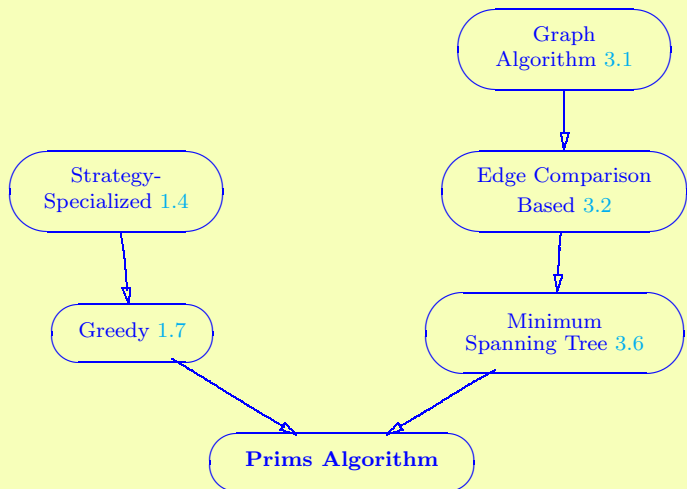 Graph
Algorithm 3.1
Strategy-
Specialized 1.4
Edge Comparison
Based 3.2
Greedy 1.7
Minimum
Spanning Tree 3.6
Prims Algorithm